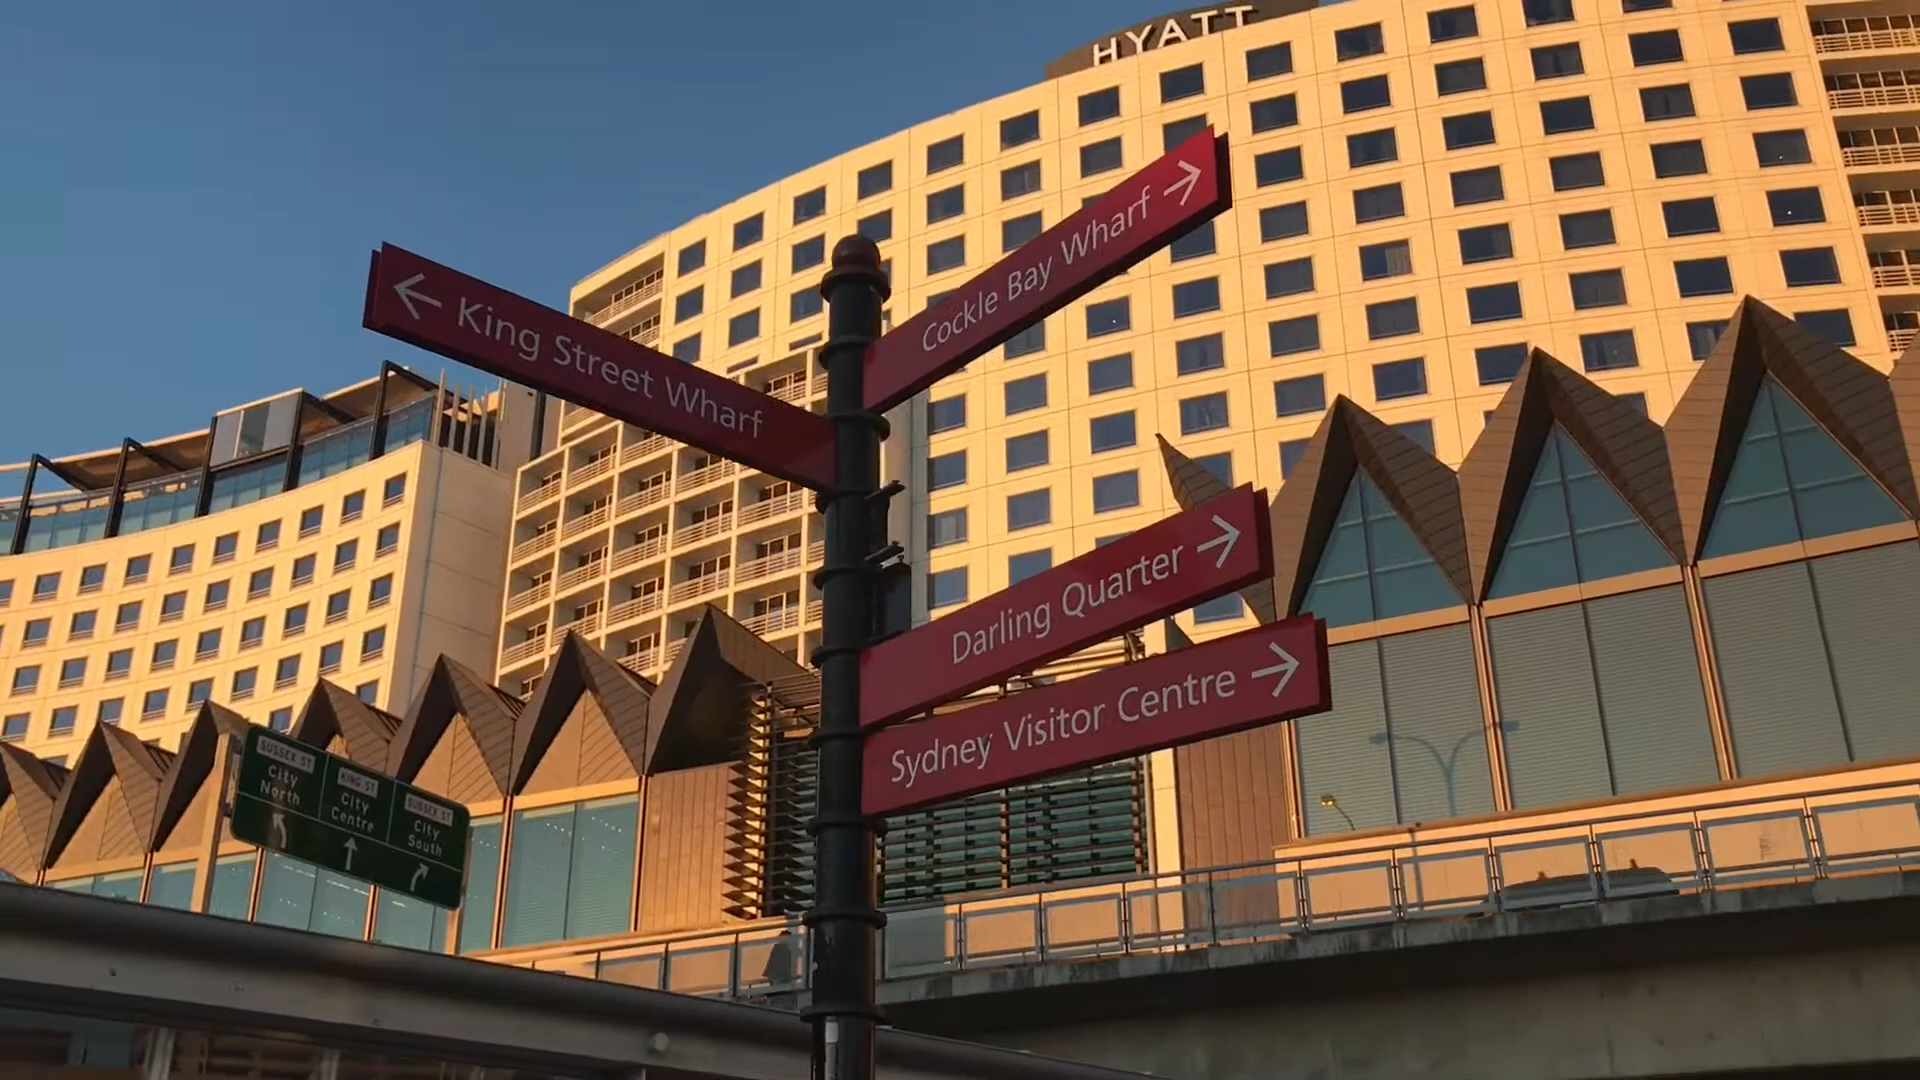 HYATT
King Street Wharf
Cockle Bay Wharf
Darling Quarter
Sydney Visitor Centre
SUSSEX ST
City
North
KING ST
City
Centre
SUSSEX ST
City
South